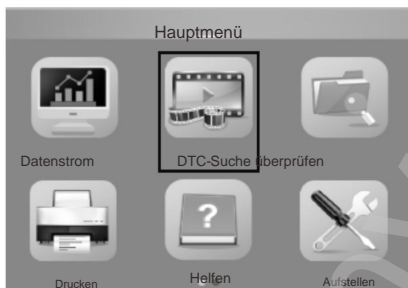 Hauptmenü
Datenstrom DTC-Suche überprüfen
Drucken Helfen Aufstellen